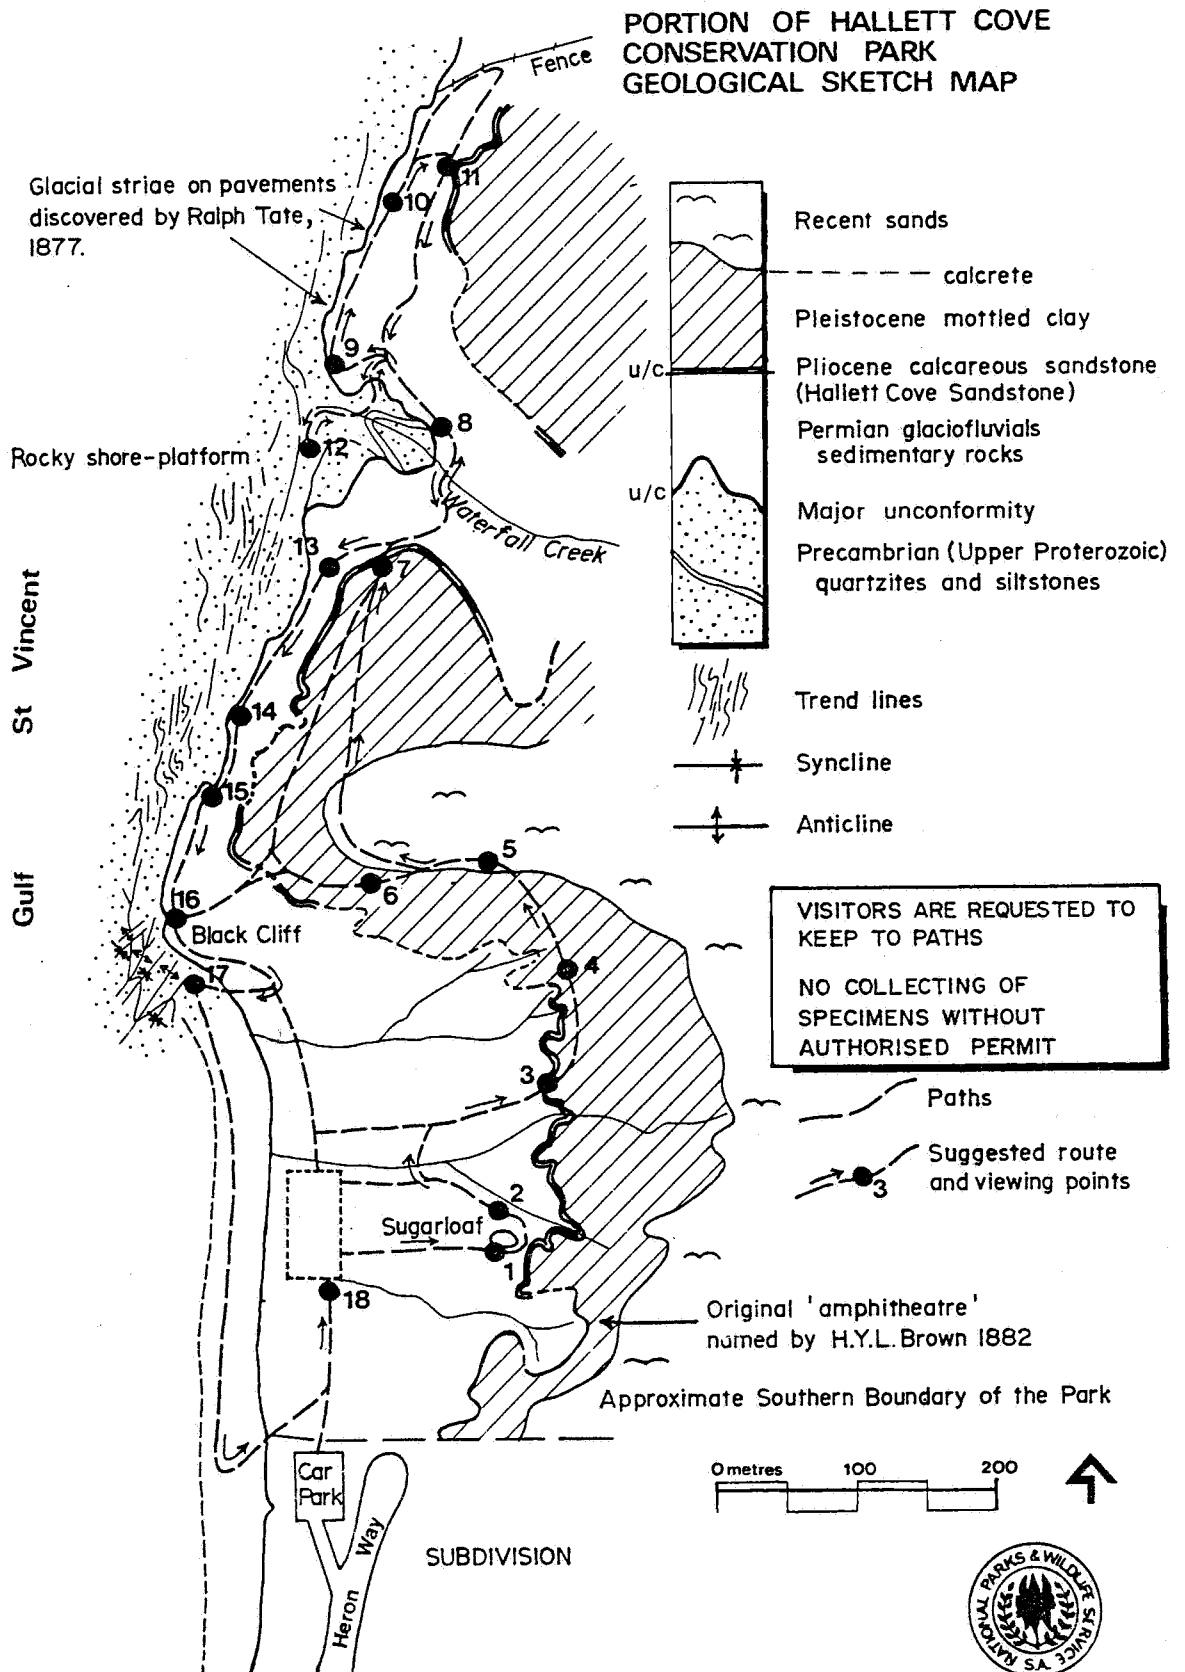 PORTION OF HALLETT COVE
CONSERVATION PARK
GEOLOGICAL SKETCH MAP
Fence
Glacial striae on pavements
discovered by Ralph Tate,
1877.
11
10
9
8
12
Rocky shore-platform
Waterfall Creek
13
7
14
15
5
6
16
Black Cliff
17
4
3
2
Sugarloaf
1
18
Gulf St Vincent
Recent sands
calcrete
Pleistocene mottled clay
u/c
Pliocene calcareous sandstone
(Hallett Cove Sandstone)
Permian glaciofluvials
sedimentary rocks
u/c
Major unconformity
Precambrian (Upper Proterozoic)
quartzites and siltstones
Trend lines
Syncline
Anticline
VISITORS ARE REQUESTED TO
KEEP TO PATHS
NO COLLECTING OF
SPECIMENS WITHOUT
AUTHORISED PERMIT
Paths
Suggested route
and viewing points
3
Original 'amphitheatre'
named by H.Y.L. Brown 1882
Approximate Southern Boundary of the Park
0 metres 100 200
Car
Park
Heron Way
SUBDIVISION
NATIONAL PARKS & WILDLIFE SERVICE
S.A.